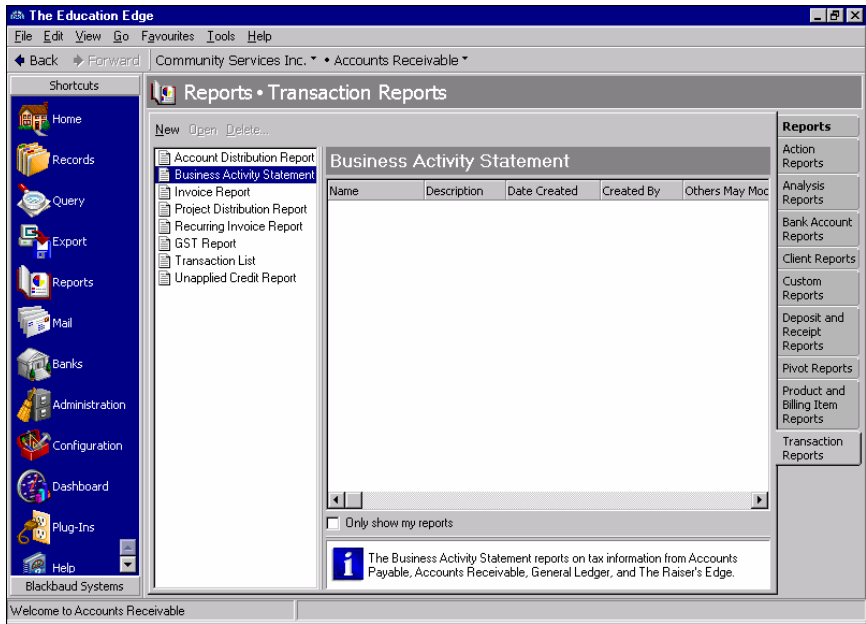 The Education Edge
File Edit View Go Favourites Tools Help
Back Forward Community Services Inc. • Accounts Receivable
Shortcuts
Home
Records
Query
Export
Reports
Mail
Banks
Administration
Configuration
Dashboard
Plug-Ins
Help
Blackbaud Systems
Reports • Transaction Reports
New Open Delete...
Account Distribution Report
Business Activity Statement
Invoice Report
Project Distribution Report
Recurring Invoice Report
GST Report
Transaction List
Unapplied Credit Report
Business Activity Statement
Name Description Date Created Created By Others May Moc
Only show my reports
The Business Activity Statement reports on tax information from Accounts
Payable, Accounts Receivable, General Ledger, and The Raiser's Edge.
Reports
Action
Reports
Analysis
Reports
Bank Account
Reports
Client Reports
Custom
Reports
Deposit and
Receipt
Reports
Pivot Reports
Product and
Billing Item
Reports
Transaction
Reports
Welcome to Accounts Receivable